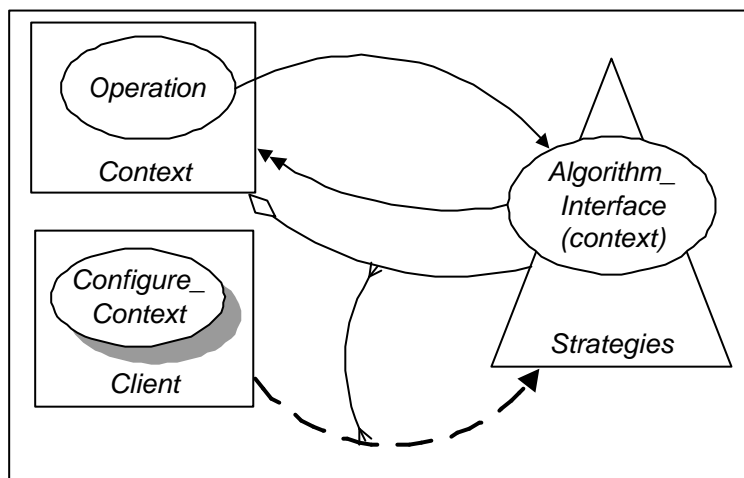 Operation
Context
Algorithm_
Interface
(context)
Configure_
Context
Client
Strategies